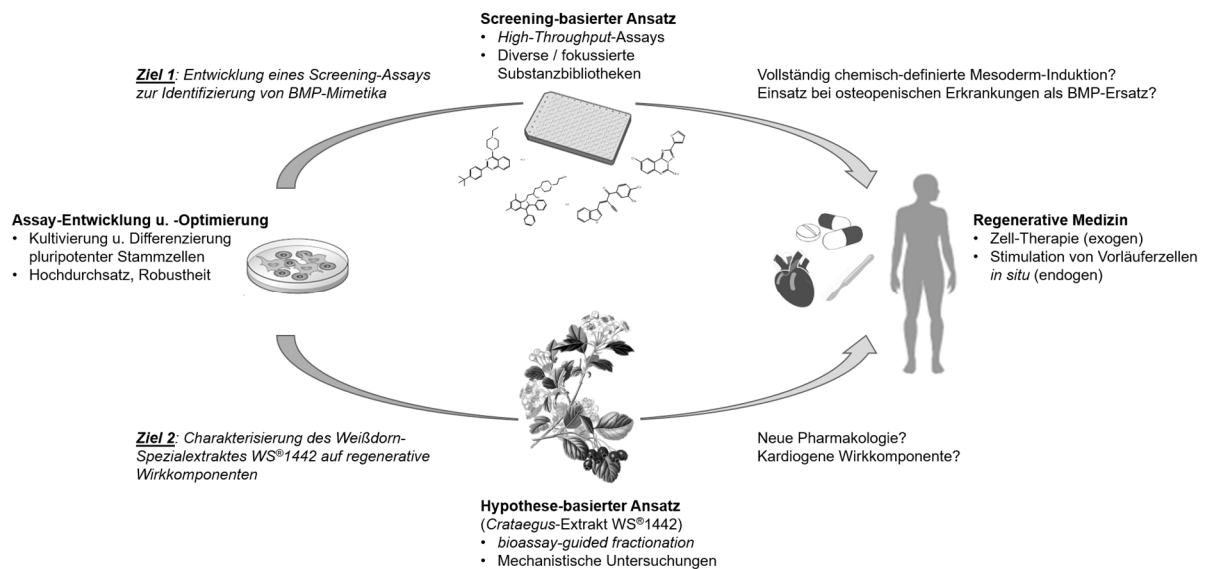 Screening-basierter Ansatz
• High-Throughput-Assays
• Diverse / fokussierte
Substanzbibliotheken
Ziel 1: Entwicklung eines Screening-Assays
zur Identifizierung von BMP-Mimetika
Vollständig chemisch-definierte Mesoderm-Induktion?
Einsatz bei osteopenischen Erkrankungen als BMP-Ersatz?
Assay-Entwicklung u. -Optimierung
• Kultivierung u. Differenzierung
pluripotenter Stammzellen
• Hochdurchsatz, Robustheit
Regenerative Medizin
• Zell-Therapie (exogen)
• Stimulation von Vorläuferzellen
in situ (endogen)
Ziel 2: Charakterisierung des Weißdorn-
Spezialextraktes WS®1442 auf regenerative
Wirkkomponenten
Neue Pharmakologie?
Kardiogene Wirkkomponente?
Hypothese-basierter Ansatz
(Crataegus-Extrakt WS®1442)
• bioassay-guided fractionation
• Mechanistische Untersuchungen